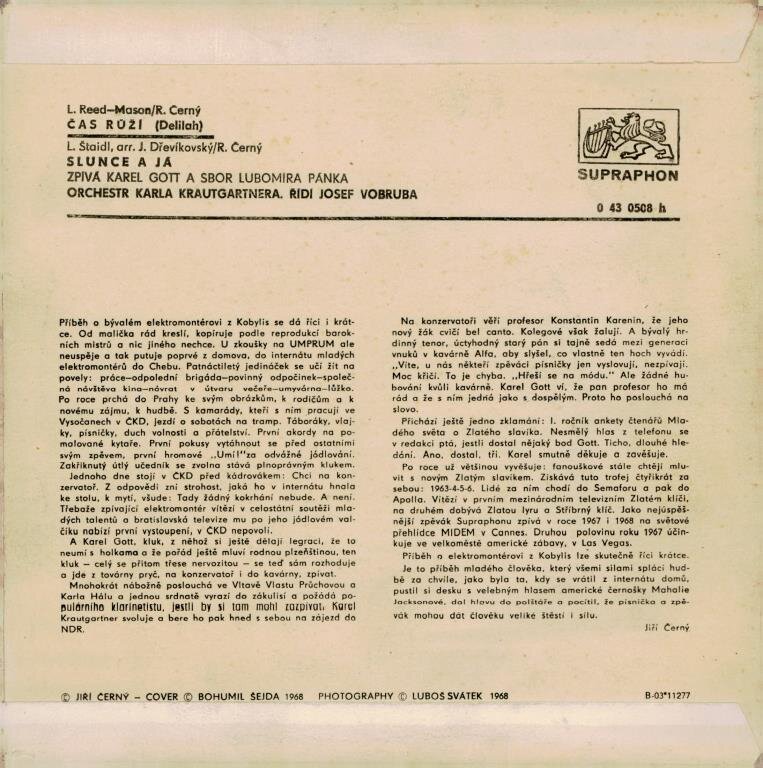 L. Reed—Mason/R. Černý
ČAS RŮŽÍ (Delilah)
L. Štaidl, arr. J. Dřevíkovský/R. Černý
SLUNCE A JÁ
ZPÍVÁ KAREL GOTT A SBOR LUBOMÍRA PÁNKA
ORCHESTR KARLA KRAUTGARTNERA. ŘÍDÍ JOSEF VOBRUBA
SUPRAPHON
0 43 0508 h
Příběh o bývalém elektromontérovi z Kobylis se dá říci i krát-
ce. Od malička rád kreslí, kopíruje podle reprodukcí barok-
ních mistrů a nic jiného nechce. U zkoušky na UMPRUM ale
neuspěje a tak putuje poprvé z domova, do internátu mladých
elektromontérů do Chebu. Patnáctiletý jedináček se učí žít na
povely: práce—odpolední brigáda—povinný odpočinek—společ-
ná návštěva kina—návrat v útvaru večeře—umyvárna—lůžko.
Po roce prchá do Prahy ke svým obrázkům, k rodičům a k
novému zájmu, k hudbě. S kamarády, kteří s ním pracují ve
Vysočanech v ČKD, jezdí o sobotách na tramp. Táboráky, vlaj-
ky, písničky, duch volnosti a přátelství. První akordy na po-
malované kytaře. První pokusy vytáhnout se před ostatními
svým zpěvem, první hromové „Umí!"za odvážné jódlování.
Zakřiknutý útlý učedník se zvolna stává plnoprávným klukem.
Jednoho dne stojí v ČKD před kádrovákem: Chci na kon-
zervatoř. Z odpovědi zní strohost, jaká ho v internátu hnala
ke stolu, k mytí, všude: Tady žádný kokrhání nebude. A není.
Třebaže zpívající elektromontér vítězí v celostátní soutěži mla-
dých talentů a bratislavská televize mu po jeho jódlovém val-
číku nabízí první vystoupení, v ČKD nepovolí.
A Karel Gott, kluk, z něhož si ještě dělají legraci, že to
neumí s holkama a že pořád ještě mluví rodnou plzeňštinou, ten
kluk - celý se přitom třese nervozitou — se teď sám rozhoduje
a jde z továrny pryč, na konzervatoř i do kavárny, zpívat.
Mnohokrát nábožně poslouchá ve Vltavě Vlastu Průchovou a
Karla Hálu a jednou srdnatě vyrazí do zákulisí a požádá po-
pulárního klarinetistu, jestli by si tam mohl zazpívat. Karel
Krautgartner svoluje a bere ho pak hned s sebou na zájezd do
NDR.
Na konzervatoři věří profesor Konstantin Karenin, že jeho
nový žák cvičí bel canto. Kolegové však žalují. A bývalý hr-
dinný tenor, úctyhodný starý pán si tajně sedá mezi generaci
vnuků v kavárně Alfa, aby slyšel, co vlastně ten hoch vyvádí.
„Víte, u nás někteří zpěváci písničky jen vyslovují, nezpívají.
Moc křičí. To je chyba. „Hřeší se na módu." Ale žádné hu-
bování kvůli kavárně. Karel Gott ví, že pan profesor ho má
rád a že s ním jedná jako s dospělým. Proto ho poslouchá na
slovo.
Přichází ještě jedno zklamání: I. ročník ankety čtenářů Mla-
dého světa o Zlatého slavíka. Nesmělý hlas z telefonu se
v redakci ptá, jestli dostal nějaký bod Gott. Ticho, dlouhé hle-
dání. Ano, dostal, tři. Karel smutně děkuje a zavěšuje.
Po roce už většinou vyvěšuje: fanouškové stále chtějí mlu-
vit s novým Zlatým slavíkem. Získává tuto trofej čtyřikrát za
sebou: 1963-4-5-6. Lidé za ním chodí do Semaforu a pak do
Apolla. Vítězí v prvním mezinárodním televizním Zlatém klíči,
na druhém dobývá Zlatou lyru a Stříbrný klíč. Jako nejúspěš-
nější zpěvák Supraphonu zpívá v roce 1967 i 1968 na světové
přehlídce MIDEM v Cannes. Druhou polovinu roku 1967 účin-
kuje ve velkoměstě americké zábavy, v Las Vegas.
Příběh o elektromontérovi z Kobylis lze skutečně říci krátce.
Je to příběh mladého člověka, který všemi silami splácí hud-
bě za chvíle, jako byla ta, kdy se vrátil z internátu domů,
pustil si desku s velebným hlasem americké černošky Mahalie
Jacksonové, dal hlavu do polštáře a pocítil, že písnička a zpě-
vák mohou dát člověku veliké štěstí i sílu.
Jiří Černý
© JIŘÍ ČERNÝ — COVER © BOHUMIL ŠEJDA 1968 PHOTOGRAPHY © LUBOŠ SVÁTEK 1968
B-03*11277